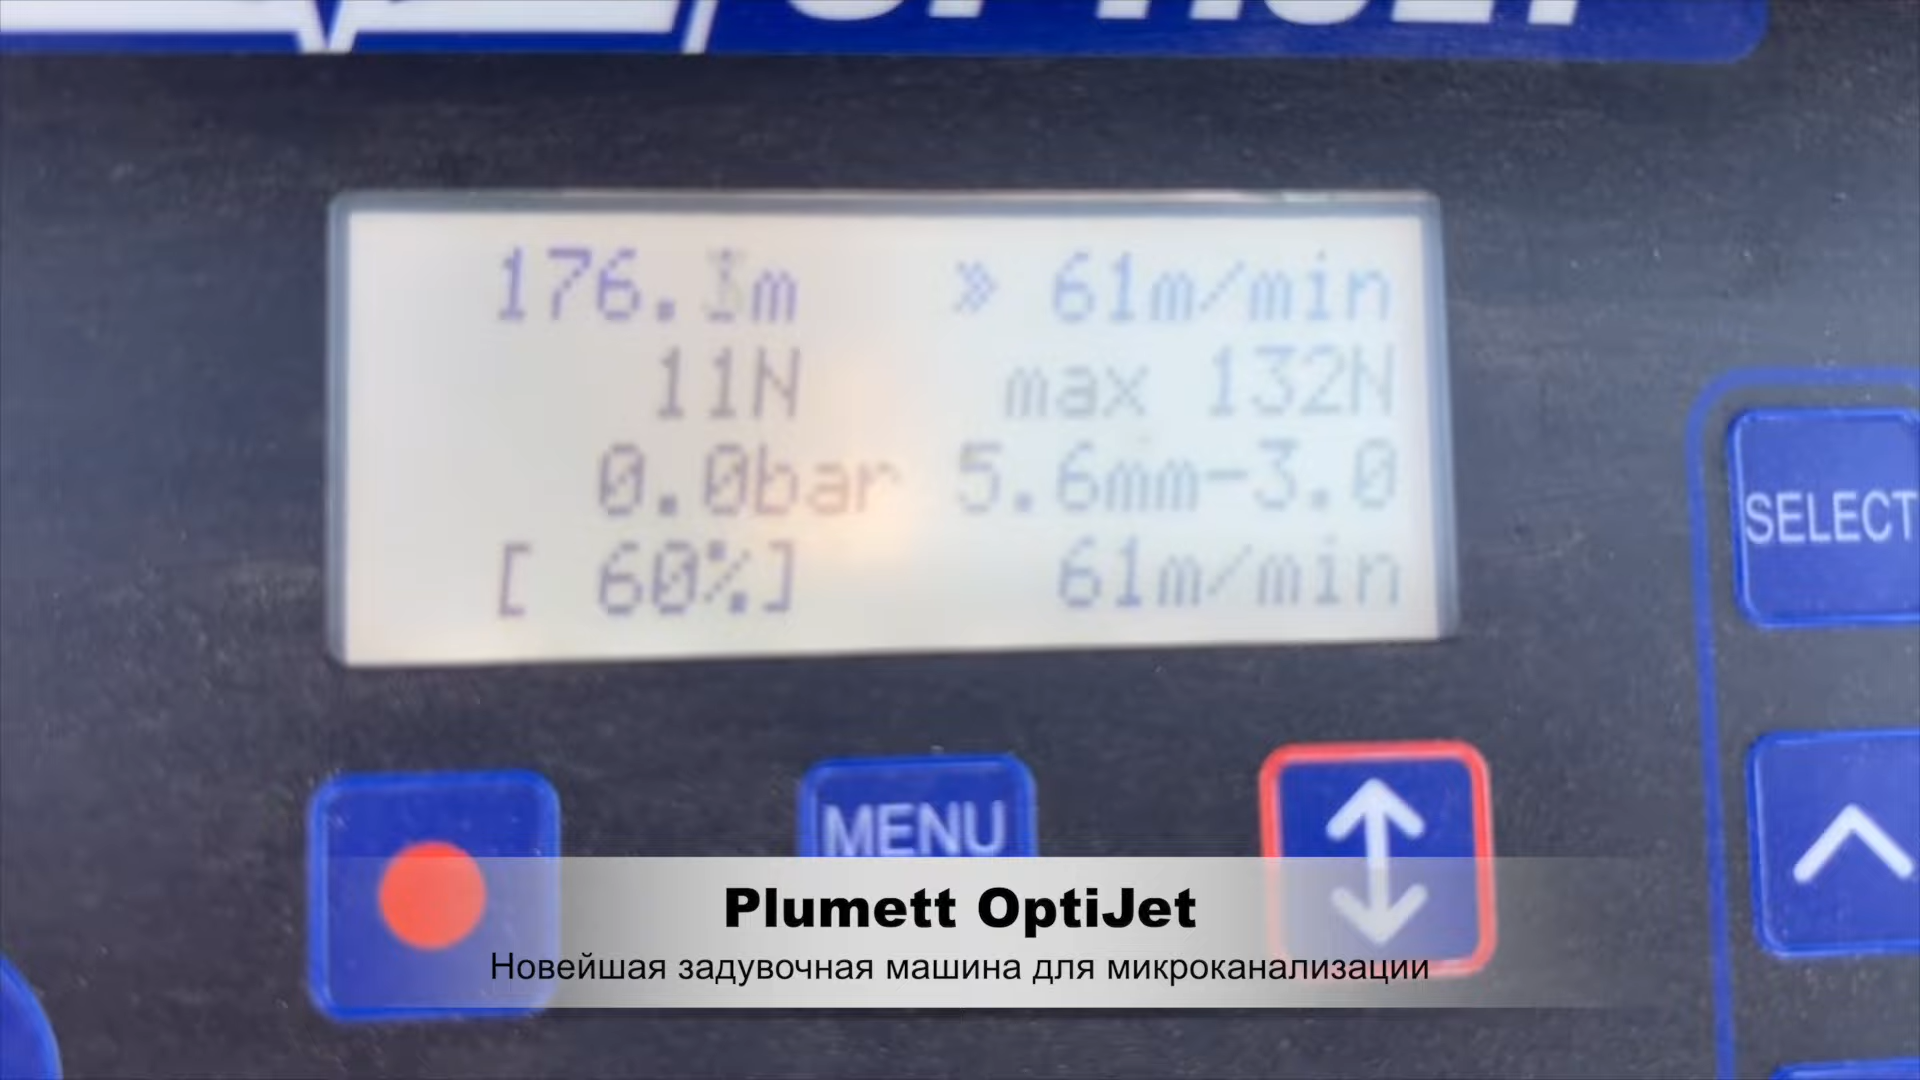 OPTIJET
176. m » 61m/min
11N max 132N
0.0bar 5.6mm-3.0
[ 60%] 61m/min
SELECT
MENU
Plumett OptiJet
Новейшая задувочная машина для микроканализации